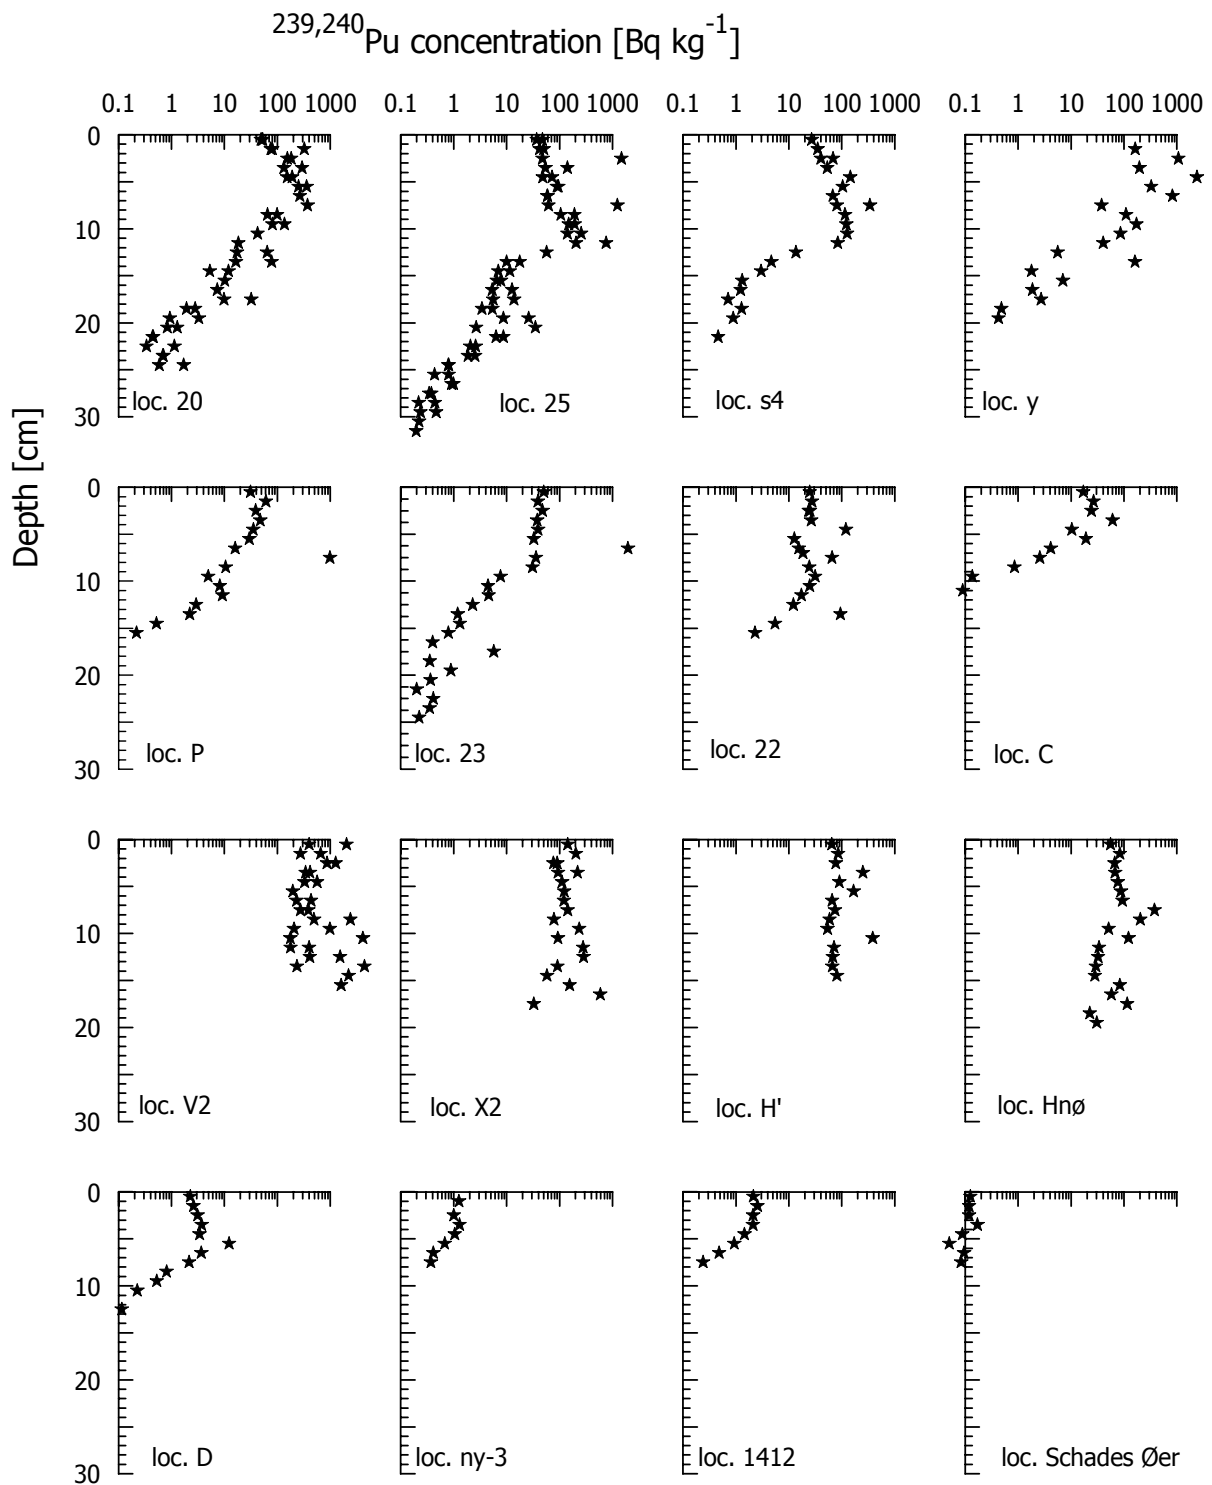 239,240Pu concentration [Bq kg-1]
0.1 1 10 100 1000 0.1 1 10 100 1000 0.1 1 10 100 1000 0.1 1 10 100 1000
0
10
20
30
loc. 20 loc. 25 loc. s4 loc. y
Depth [cm]
0
10
20
30
loc. P loc. 23 loc. 22 loc. C
0
10
20
30
loc. V2 loc. X2 loc. H' loc. Hnø
0
10
20
30
loc. D loc. ny-3 loc. 1412 loc. Schades Øer